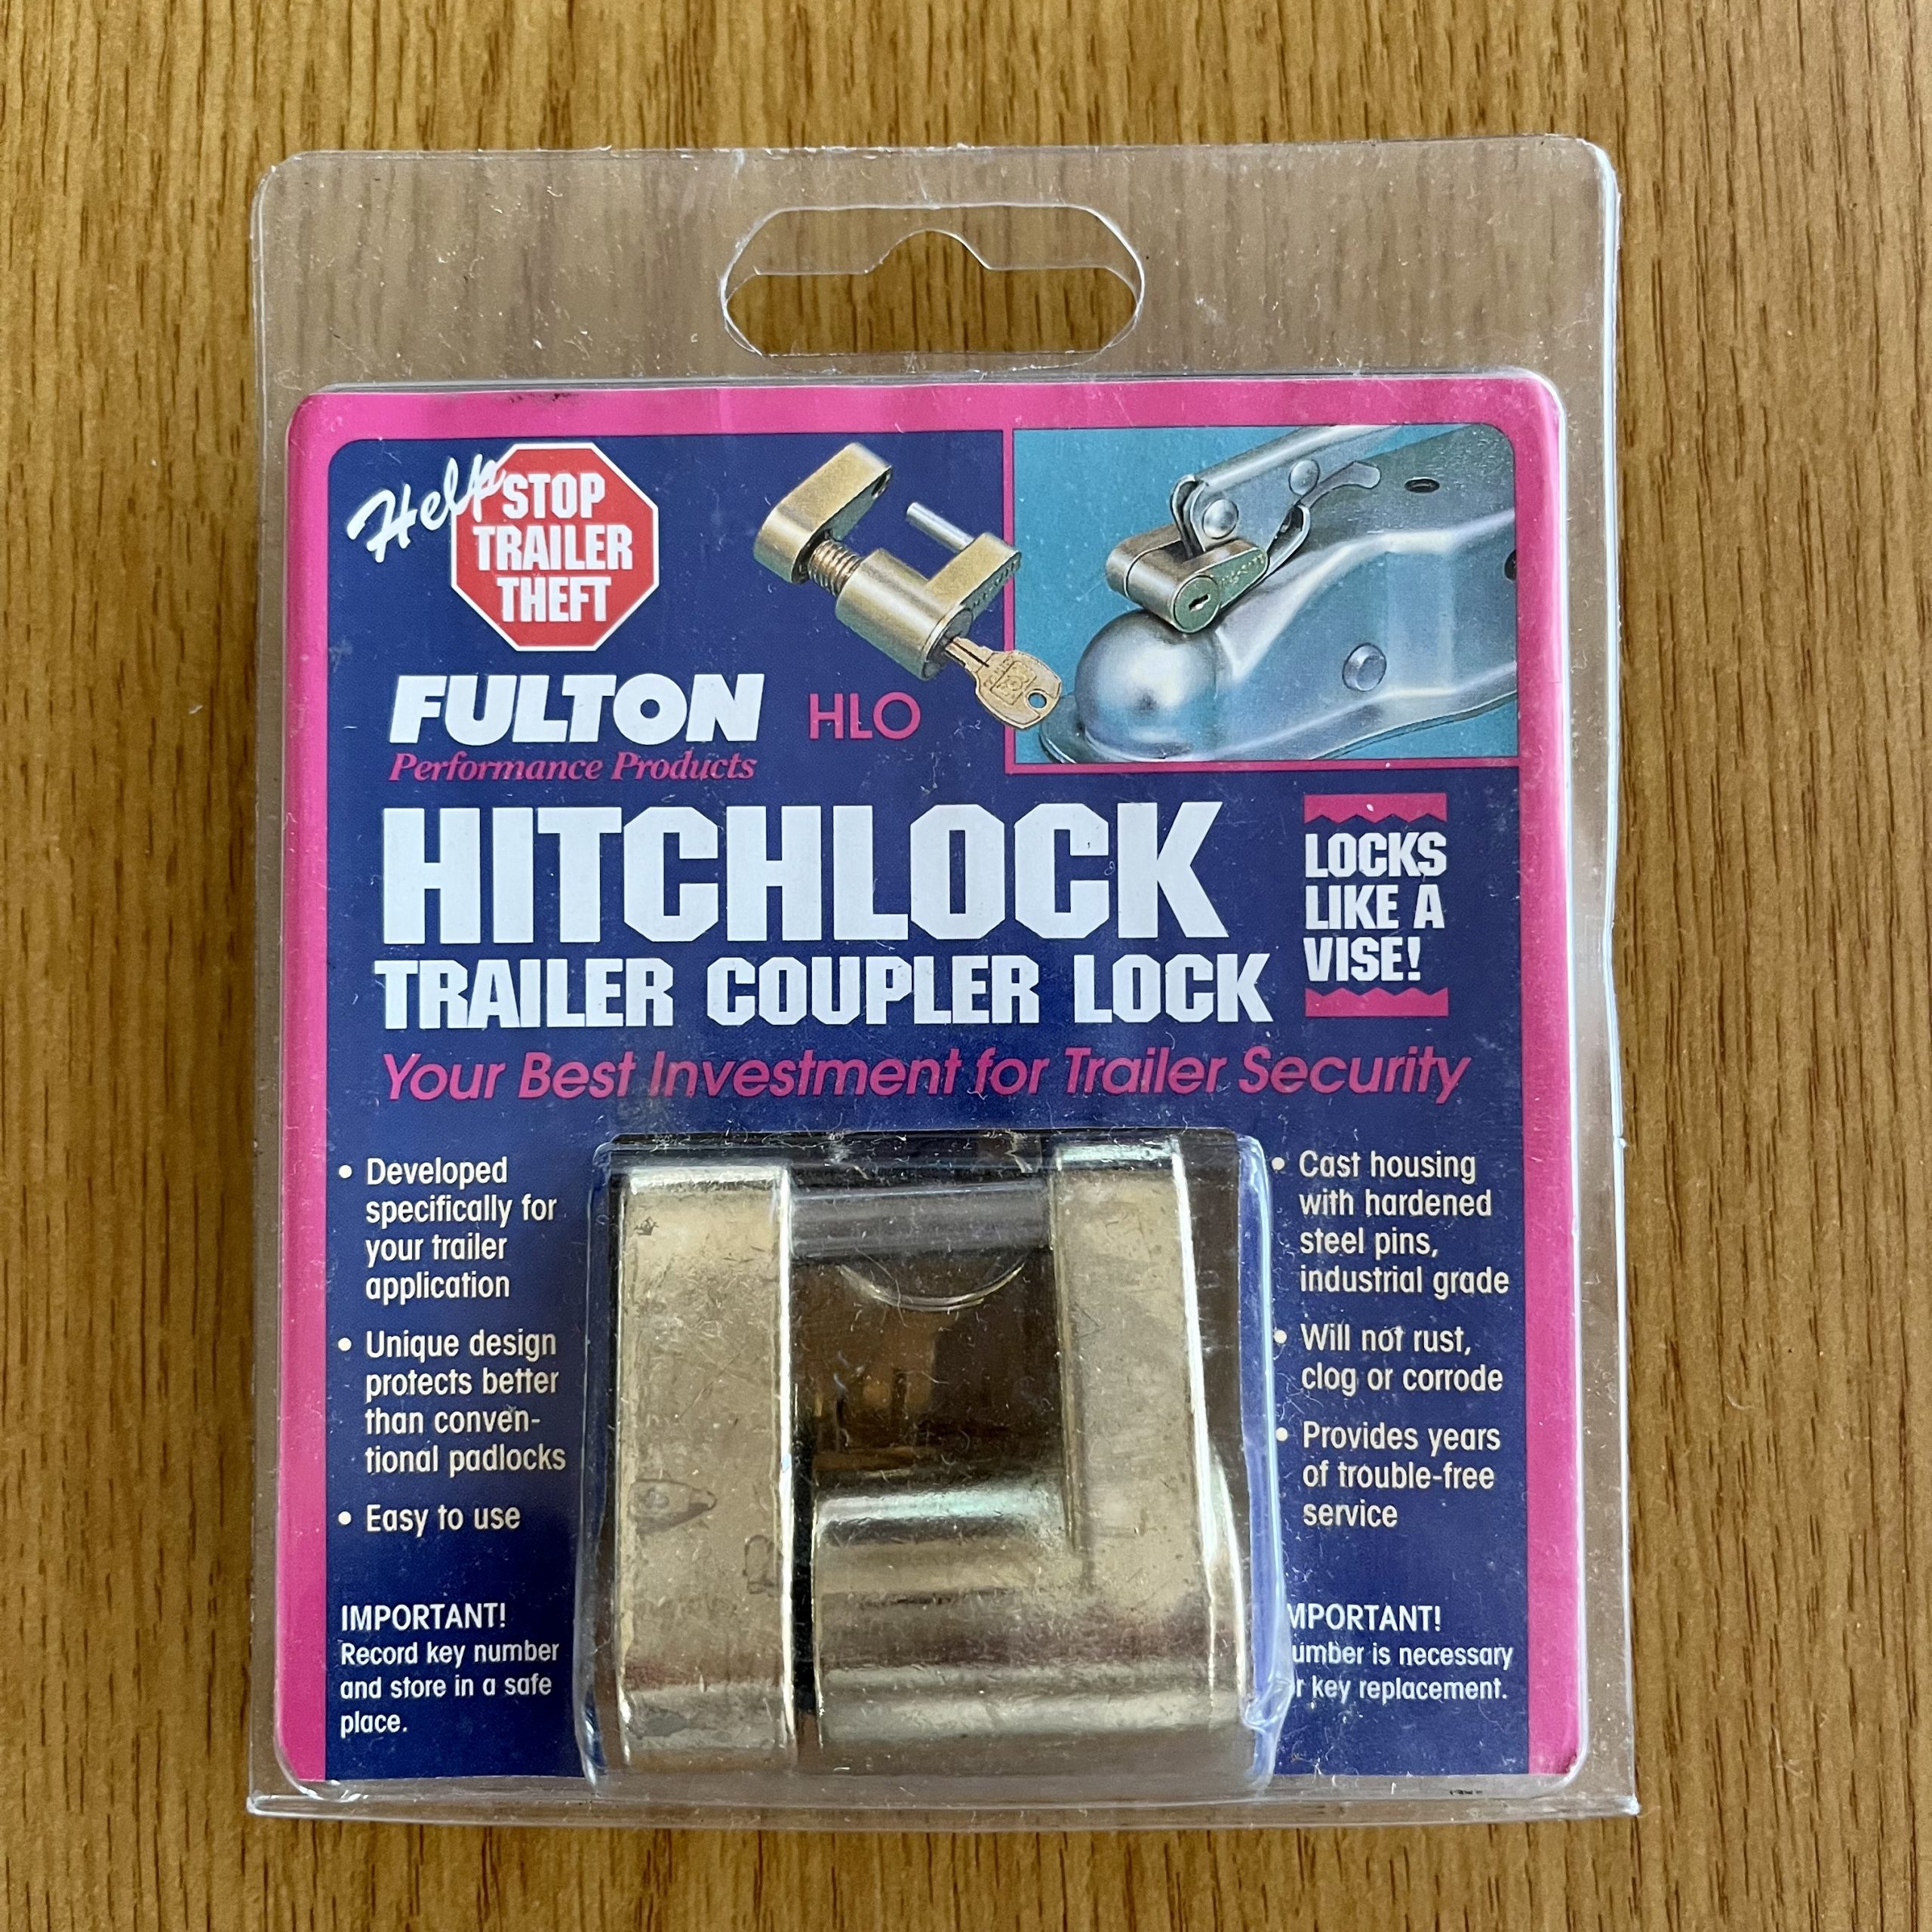 Help
STOP
TRAILER
THEFT
FULTON HLO
Performance Products
HITCHLOCK
TRAILER COUPLER LOCK
LOCKS
LIKE A
VISE!
Your Best Investment for Trailer Security
• Developed
specifically for
your trailer
application
• Unique design
protects better
than conven-
tional padlocks
• Easy to use
IMPORTANT!
Record key number
and store in a safe
place.
• Cast housing
with hardened
steel pins,
industrial grade
• Will not rust,
clog or corrode
• Provides years
of trouble-free
service
MPORTANT!
umber is necessary
r key replacement.